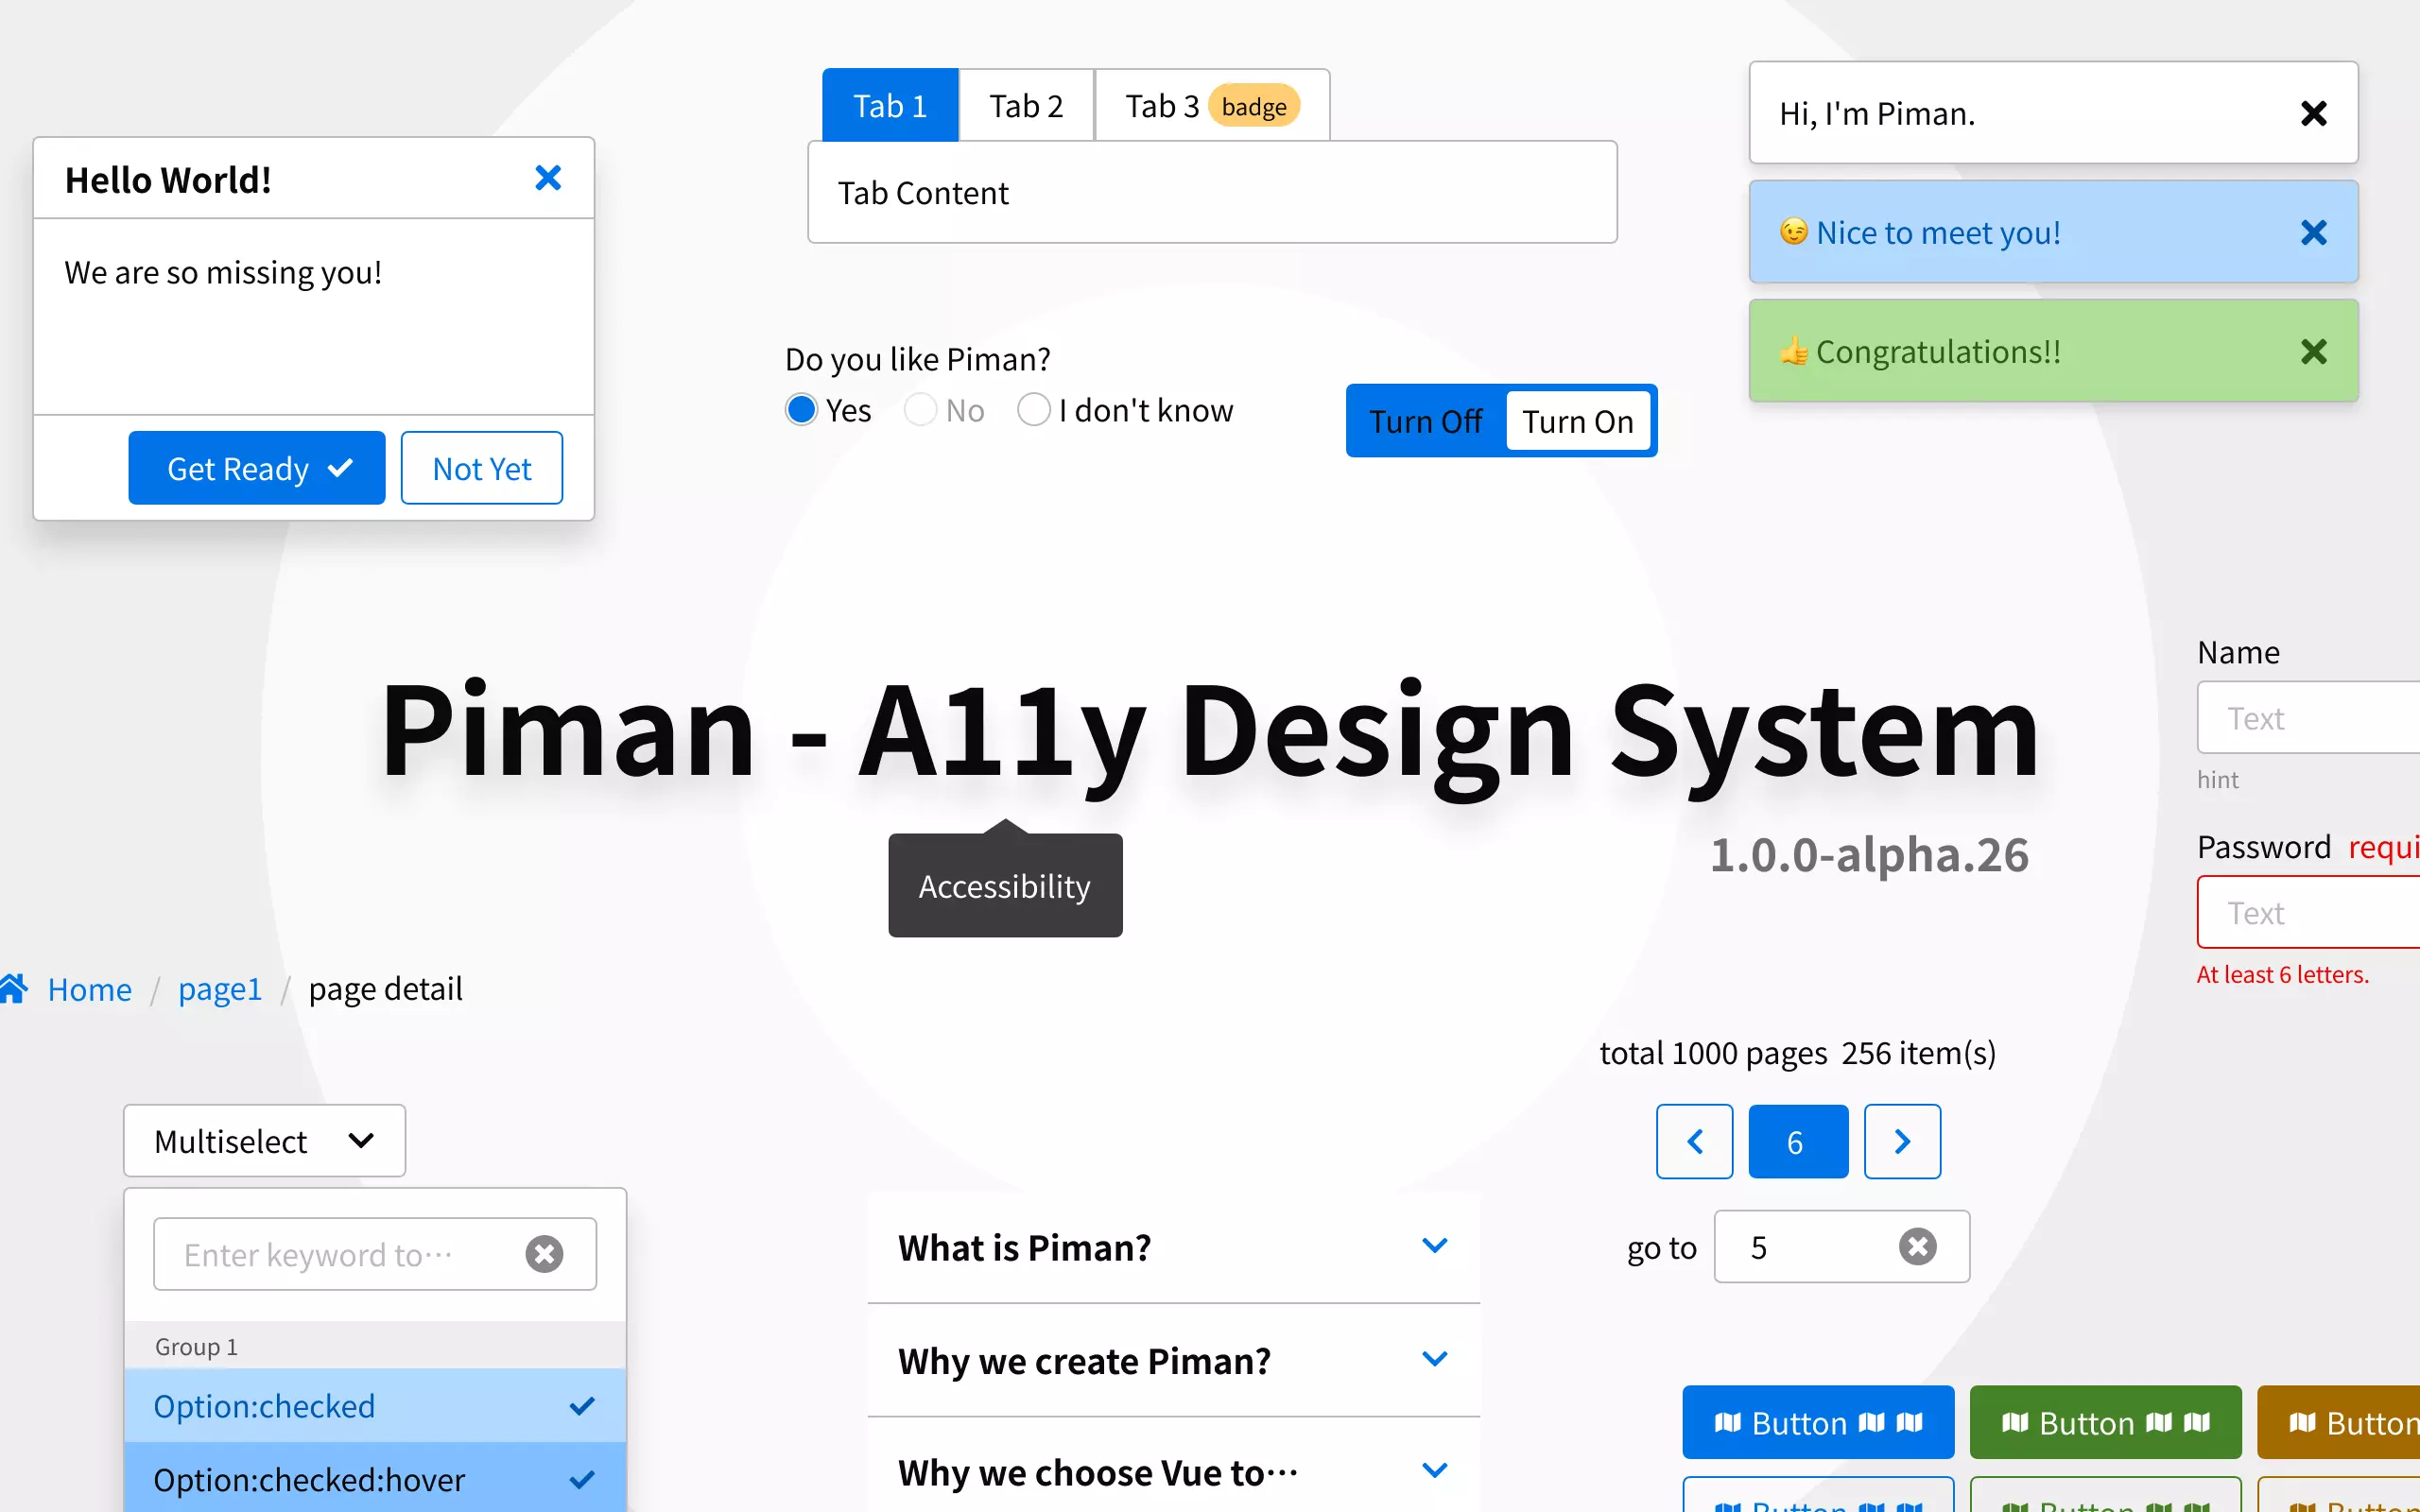 Hello World!
We are so missing you!
Get Ready
Not Yet
Tab 1
Tab 2
Tab 3 badge
Tab Content
Do you like Piman?
Yes
No
I don't know
Turn Off
Turn On
Hi, I'm Piman.
😉 Nice to meet you!
👍 Congratulations!!
Piman - A11y Design System
1.0.0-alpha.26
Accessibility
Name
Text
hint
Password requi
Text
At least 6 letters.
Home / page1 / page detail
Multiselect
Enter keyword to…
Group 1
Option:checked
Option:checked:hover
What is Piman?
Why we create Piman?
Why we choose Vue to…
total 1000 pages 256 item(s)
6
go to 5
Button
Button
Button
Button
Button
Button